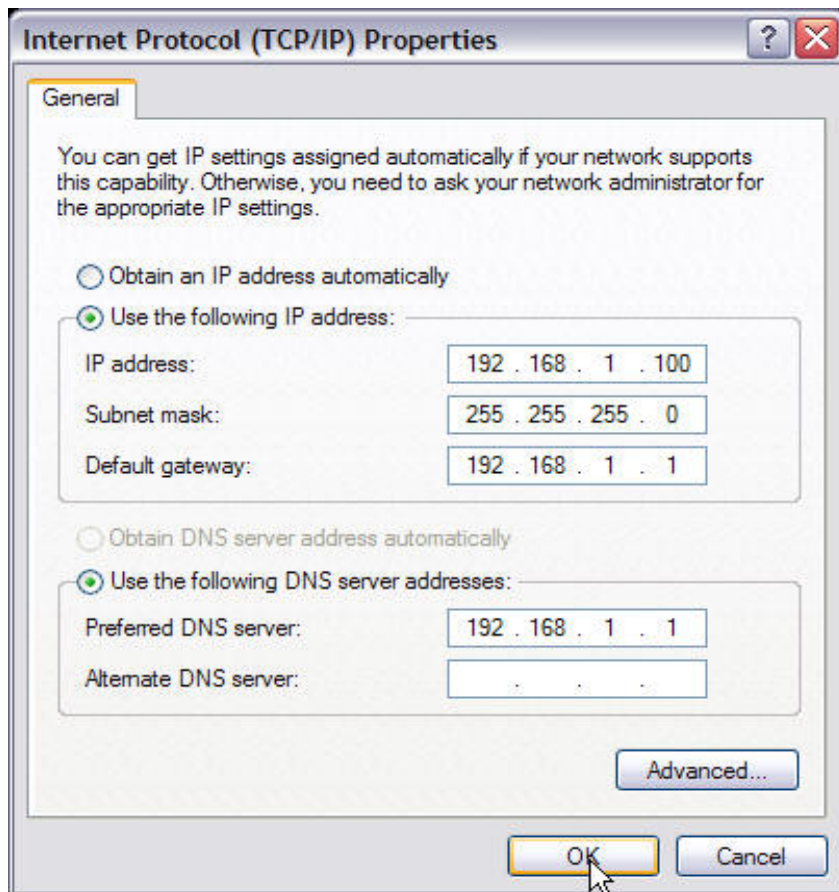 Internet Protocol (TCP/IP) Properties
General
You can get IP settings assigned automatically if your network supports
this capability. Otherwise, you need to ask your network administrator for
the appropriate IP settings.
Obtain an IP address automatically
Use the following IP address:
IP address: 192 . 168 . 1 . 100
Subnet mask: 255 . 255 . 255 . 0
Default gateway: 192 . 168 . 1 . 1
Obtain DNS server address automatically
Use the following DNS server addresses:
Preferred DNS server: 192 . 168 . 1 . 1
Alternate DNS server: . . .
Advanced...
OK Cancel